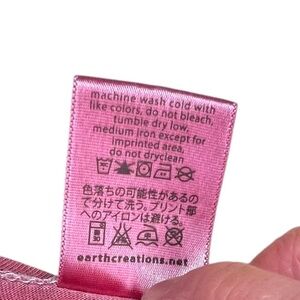 machine wash cold with
like colors, do not bleach,
tumble dry low,
medium iron except for
imprinted area,
do not dryclean
色落ちの可能性があるの
で分けて洗う。プリント部
へのアイロンは避ける。
earthcreations.net